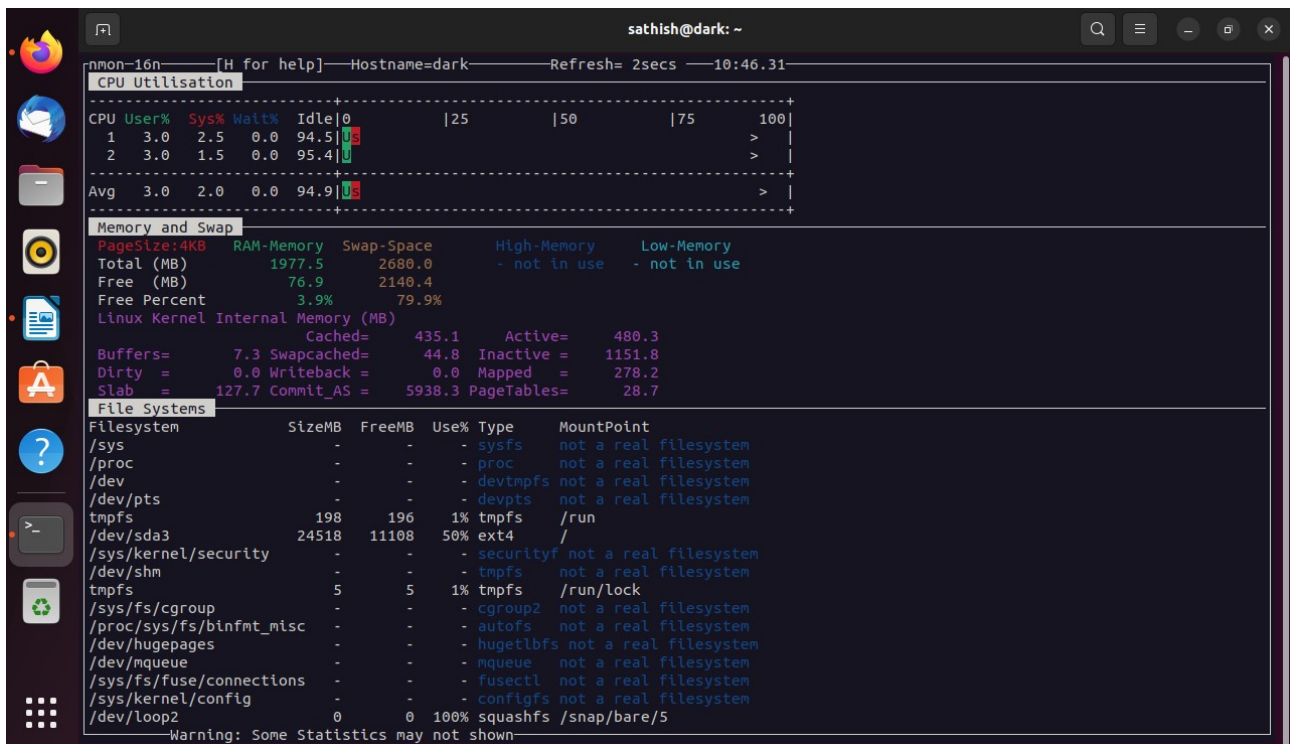 sathish@dark: ~
nmon-16n [H for help] Hostname=dark Refresh= 2secs 10:46.31
CPU Utilisation
CPU User% Sys% Wait% Idle|0 |25 |50 |75 100|
1 3.0 2.5 0.0 94.5|Us > |
2 3.0 1.5 0.0 95.4|U > |
Avg 3.0 2.0 0.0 94.9|Us > |
Memory and Swap
PageSize:4KB RAM-Memory Swap-Space High-Memory Low-Memory
Total (MB) 1977.5 2680.0 - not in use - not in use
Free (MB) 76.9 2140.4
Free Percent 3.9% 79.9%
Linux Kernel Internal Memory (MB)
Cached= 435.1 Active= 480.3
Buffers= 7.3 Swapcached= 44.8 Inactive = 1151.8
Dirty = 0.0 Writeback = 0.0 Mapped = 278.2
Slab = 127.7 Commit_AS = 5938.3 PageTables= 28.7
File Systems
Filesystem SizeMB FreeMB Use% Type MountPoint
/sys - - - sysfs not a real filesystem
/proc - - - proc not a real filesystem
/dev - - - devtmpfs not a real filesystem
/dev/pts - - - devpts not a real filesystem
tmpfs 198 196 1% tmpfs /run
/dev/sda3 24518 11108 50% ext4 /
/sys/kernel/security - - - securityf not a real filesystem
/dev/shm - - - tmpfs not a real filesystem
tmpfs 5 5 1% tmpfs /run/lock
/sys/fs/cgroup - - - cgroup2 not a real filesystem
/proc/sys/fs/binfmt_misc - - - autofs not a real filesystem
/dev/hugepages - - - hugetlbfs not a real filesystem
/dev/mqueue - - - mqueue not a real filesystem
/sys/fs/fuse/connections - - - fusectl not a real filesystem
/sys/kernel/config - - - configfs not a real filesystem
/dev/loop2 0 0 100% squashfs /snap/bare/5
Warning: Some Statistics may not shown